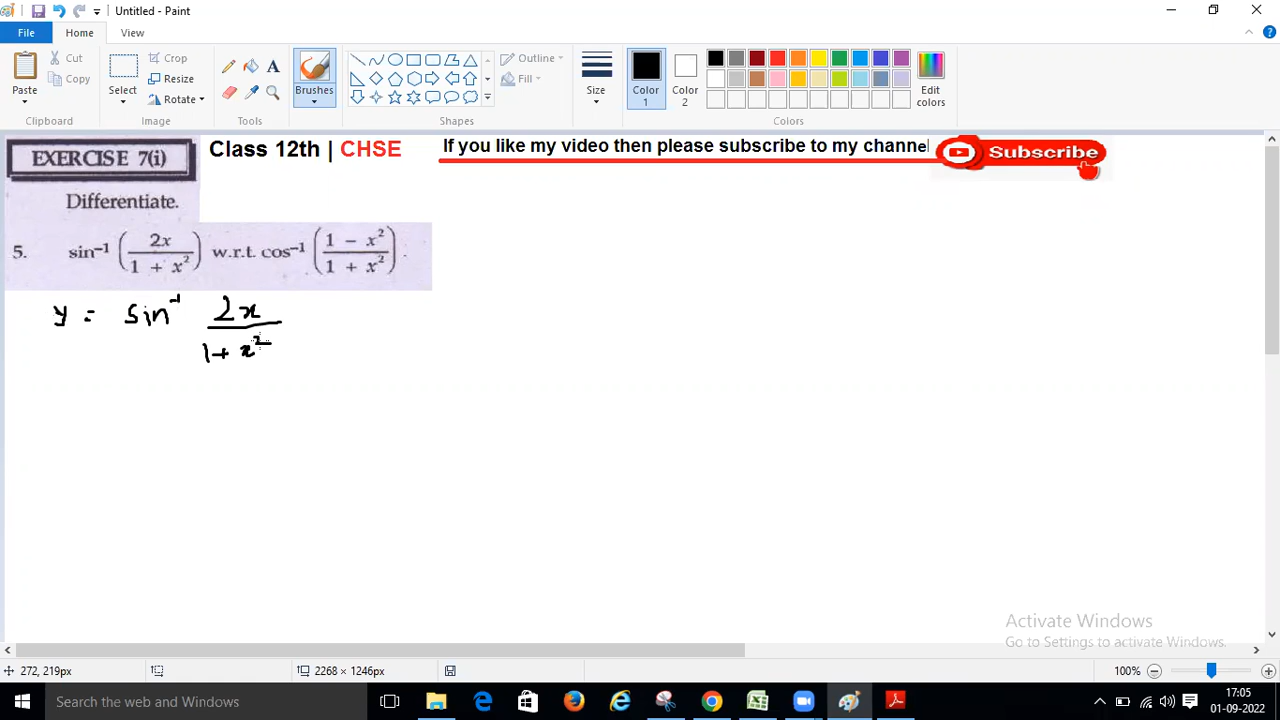 Untitled - Paint
File Home View
Paste
Cut
Copy
Clipboard
Select
Crop
Resize
Rotate
Image
Tools
Brushes
Shapes
Outline
Fill
Size
Color 1
Color 2
Edit colors
Colors
EXERCISE 7(i)
Class 12th | CHSE
If you like my video then please subscribe to my channel
Subscribe
Differentiate.
5. sin⁻¹ (2x / 1 + x²) w.r.t. cos⁻¹ (1 − x² / 1 + x²) .
y = sin⁻¹ 2x / 1 + x²
Activate Windows
Go to Settings to activate Windows.
272, 219px
2268 × 1246px
100%
Search the web and Windows
17:05
01-09-2022